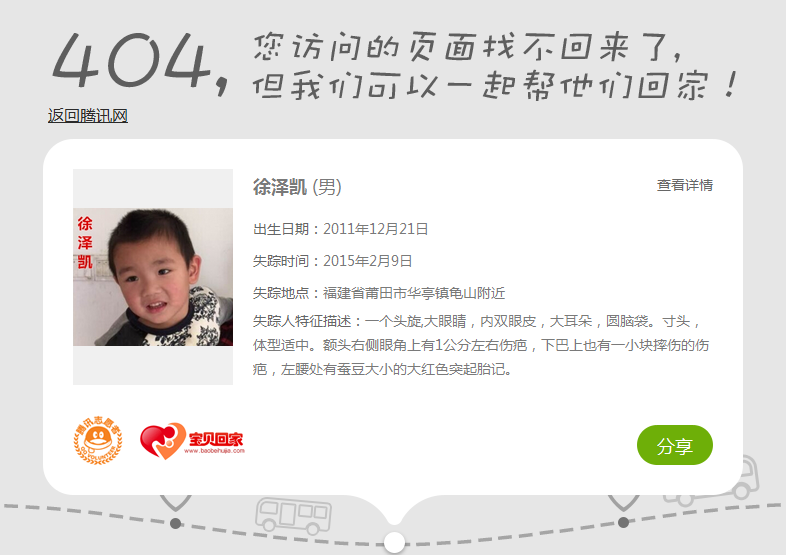 404,
您访问的页面找不回来了,
但我们可以一起帮他们回家！
返回腾讯网
徐泽凯
徐泽凯 (男)
查看详情
出生日期：2011年12月21日
失踪时间：2015年2月9日
失踪地点：福建省莆田市华亭镇龟山附近
失踪人特征描述：一个头旋,大眼睛，内双眼皮，大耳朵，圆脑袋。寸头，
体型适中。额头右侧眼角上有1公分左右伤疤，下巴上也有一小块摔伤的伤
疤，左腰处有蚕豆大小的大红色突起胎记。
腾讯志愿者
QQ VOLUNTEER
宝贝回家
www.baobeihuijia.com
分享